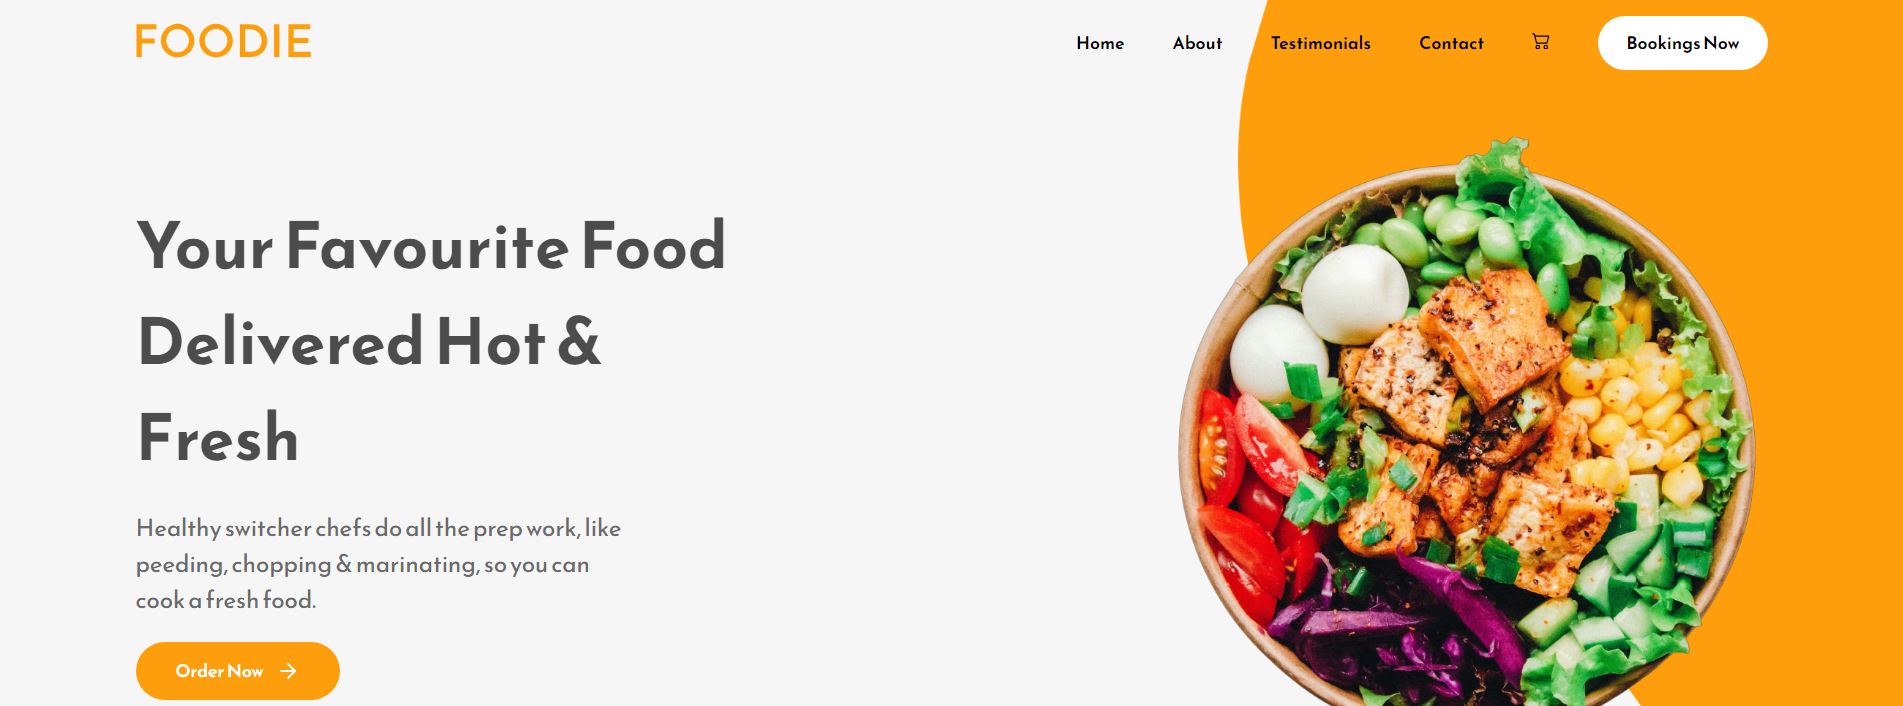 FOODIE
Home About Testimonials Contact Bookings Now
Your Favourite Food
Delivered Hot &
Fresh
Healthy switcher chefs do all the prep work, like
peeding, chopping & marinating, so you can
cook a fresh food.
Order Now